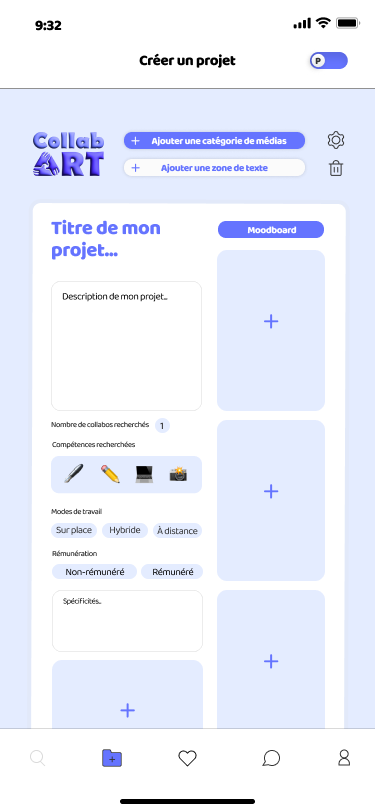 9:32
Créer un projet
P
Collab
ART
+ Ajouter une catégorie de médias
+ Ajouter une zone de texte
Titre de mon
projet...
Moodboard
Description de mon projet...
+
Nombre de collabos recherchés 1
Compétences recherchées
+
Modes de travail
Sur place Hybride À distance
Rémunération
Non-rémunéré Rémunéré
Spécificités...
+
+